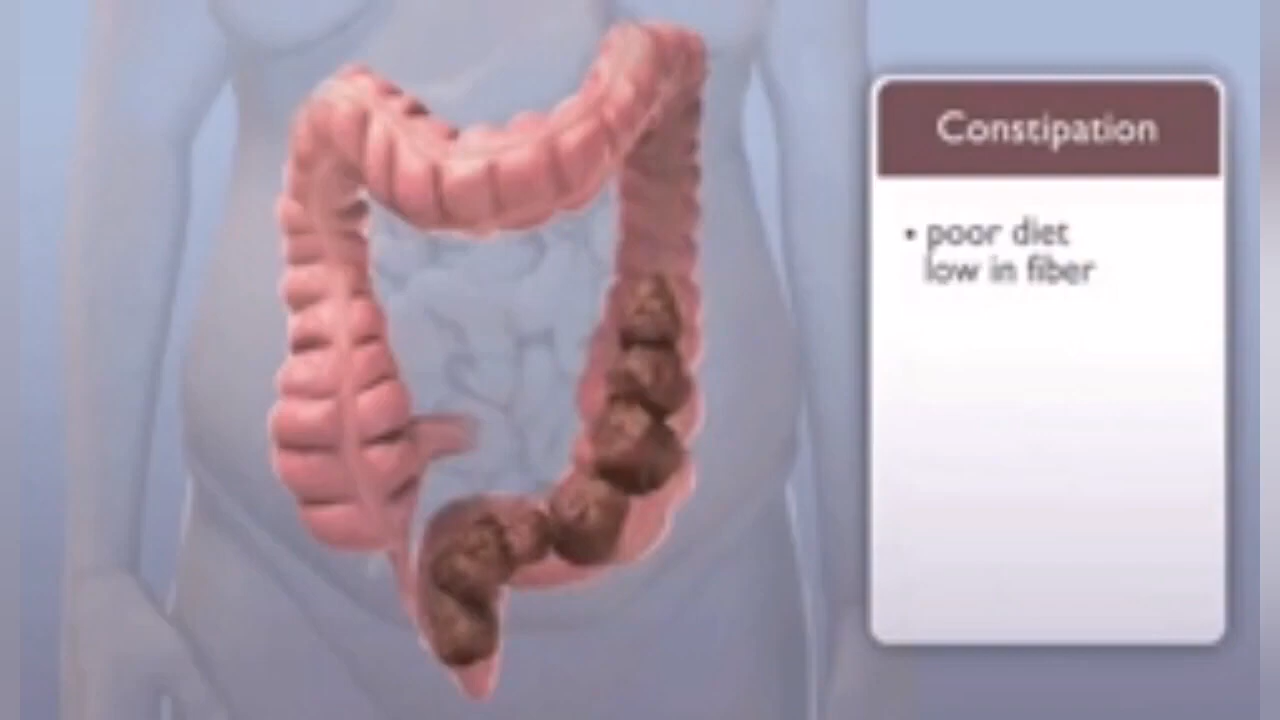 Constipation
• poor diet
low in fiber